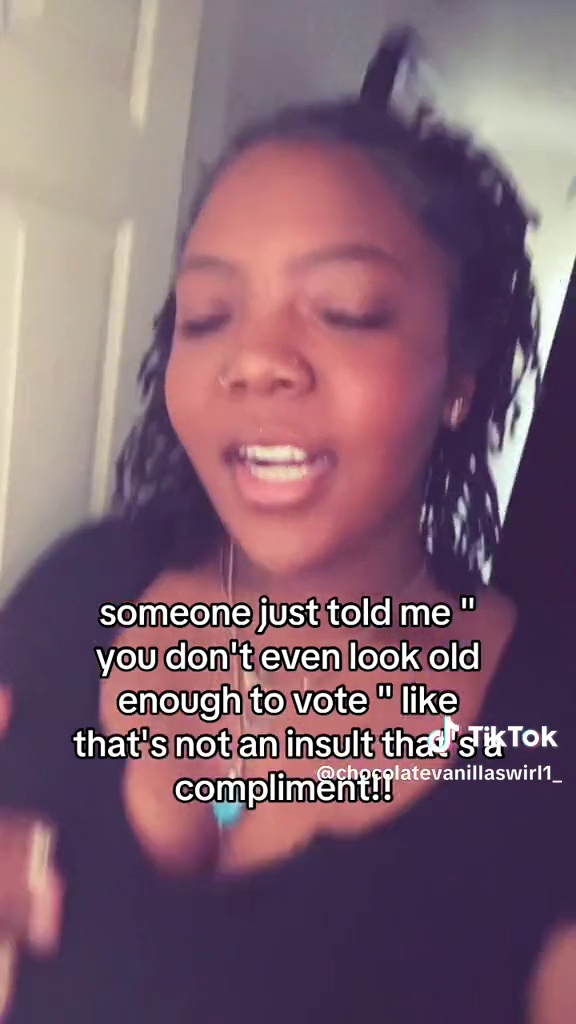 someone just told me "
you don't even look old
enough to vote " like
that's not an insult that's a
compliment!!
TikTok
@chocolatevanillaswirl1_